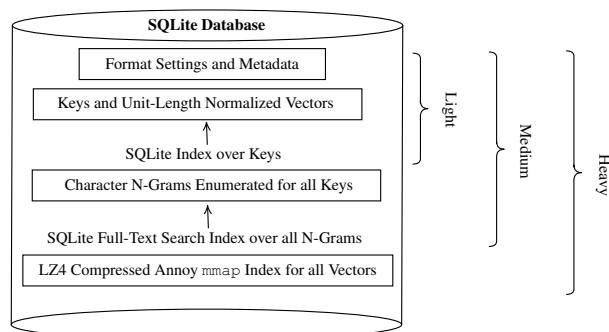 SQLite Database
Format Settings and Metadata
Keys and Unit-Length Normalized Vectors
SQLite Index over Keys
Character N-Grams Enumerated for all Keys
SQLite Full-Text Search Index over all N-Grams
LZ4 Compressed Annoy mmap Index for all Vectors
Light
Medium
Heavy